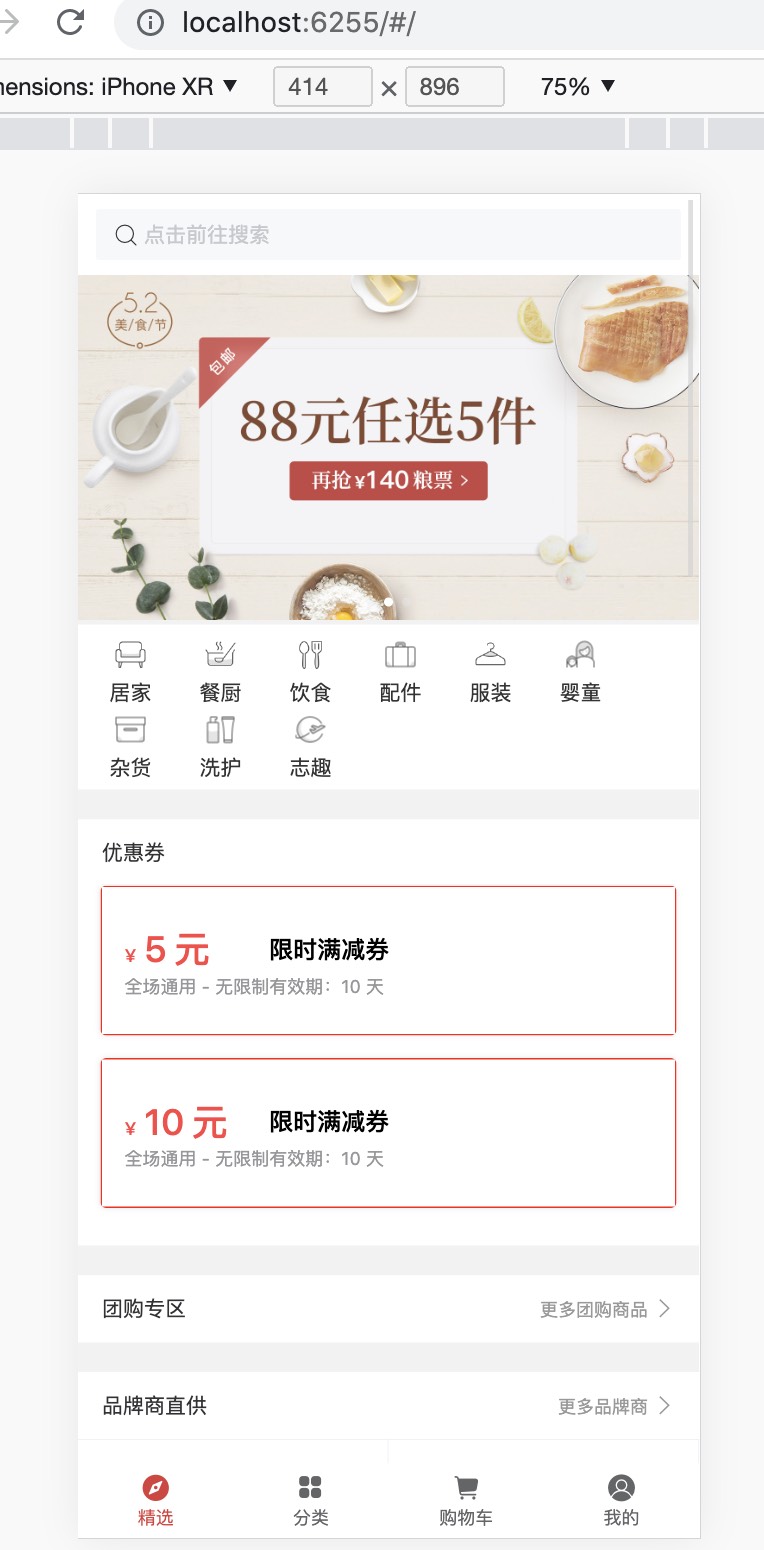 localhost:6255/#/
mensions: iPhone XR ▼ 414 × 896 75% ▼
点击前往搜索
5.2
美/食/节
包邮
88元任选5件
再抢¥140粮票 >
居家 餐厨 饮食 配件 服装 婴童
杂货 洗护 志趣
优惠券
¥ 5 元 限时满减券
全场通用 - 无限制有效期：10 天
¥ 10 元 限时满减券
全场通用 - 无限制有效期：10 天
团购专区 更多团购商品 >
品牌商直供 更多品牌商 >
精选 分类 购物车 我的